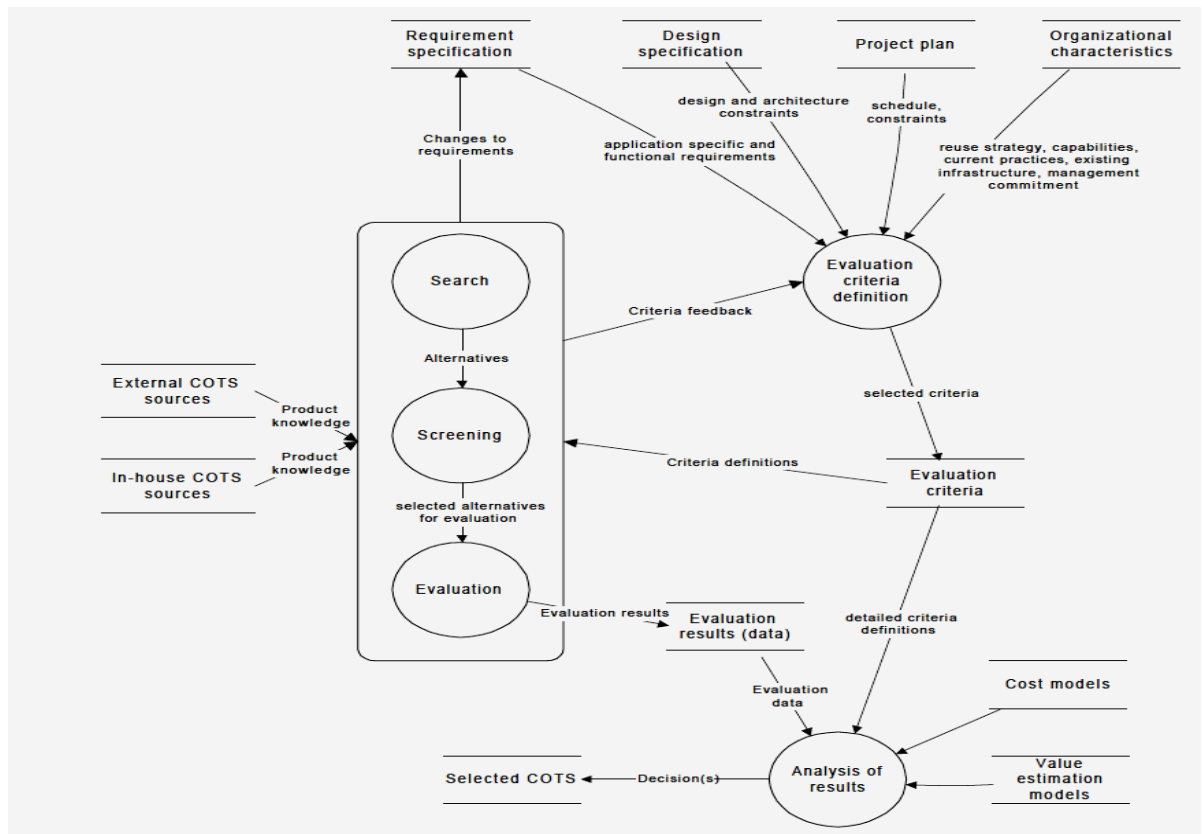 Requirement
specification
Design
specification
Project plan
Organizational
characteristics
design and architecture
constraints
schedule,
constraints
Changes to
requirements
application specific and
functional requirements
reuse strategy, capabilities,
current practices, existing
infrastructure, management
commitment
Search
Evaluation
criteria
definition
Criteria feedback
Alternatives
External COTS
sources
Product
knowledge
selected criteria
Screening
Criteria definitions
In-house COTS
sources
Product
knowledge
Evaluation
criteria
selected alternatives
for evaluation
Evaluation
Evaluation results
Evaluation
results (data)
detailed criteria
definitions
Evaluation
data
Cost models
Selected COTS
Decision(s)
Analysis of
results
Value
estimation
models